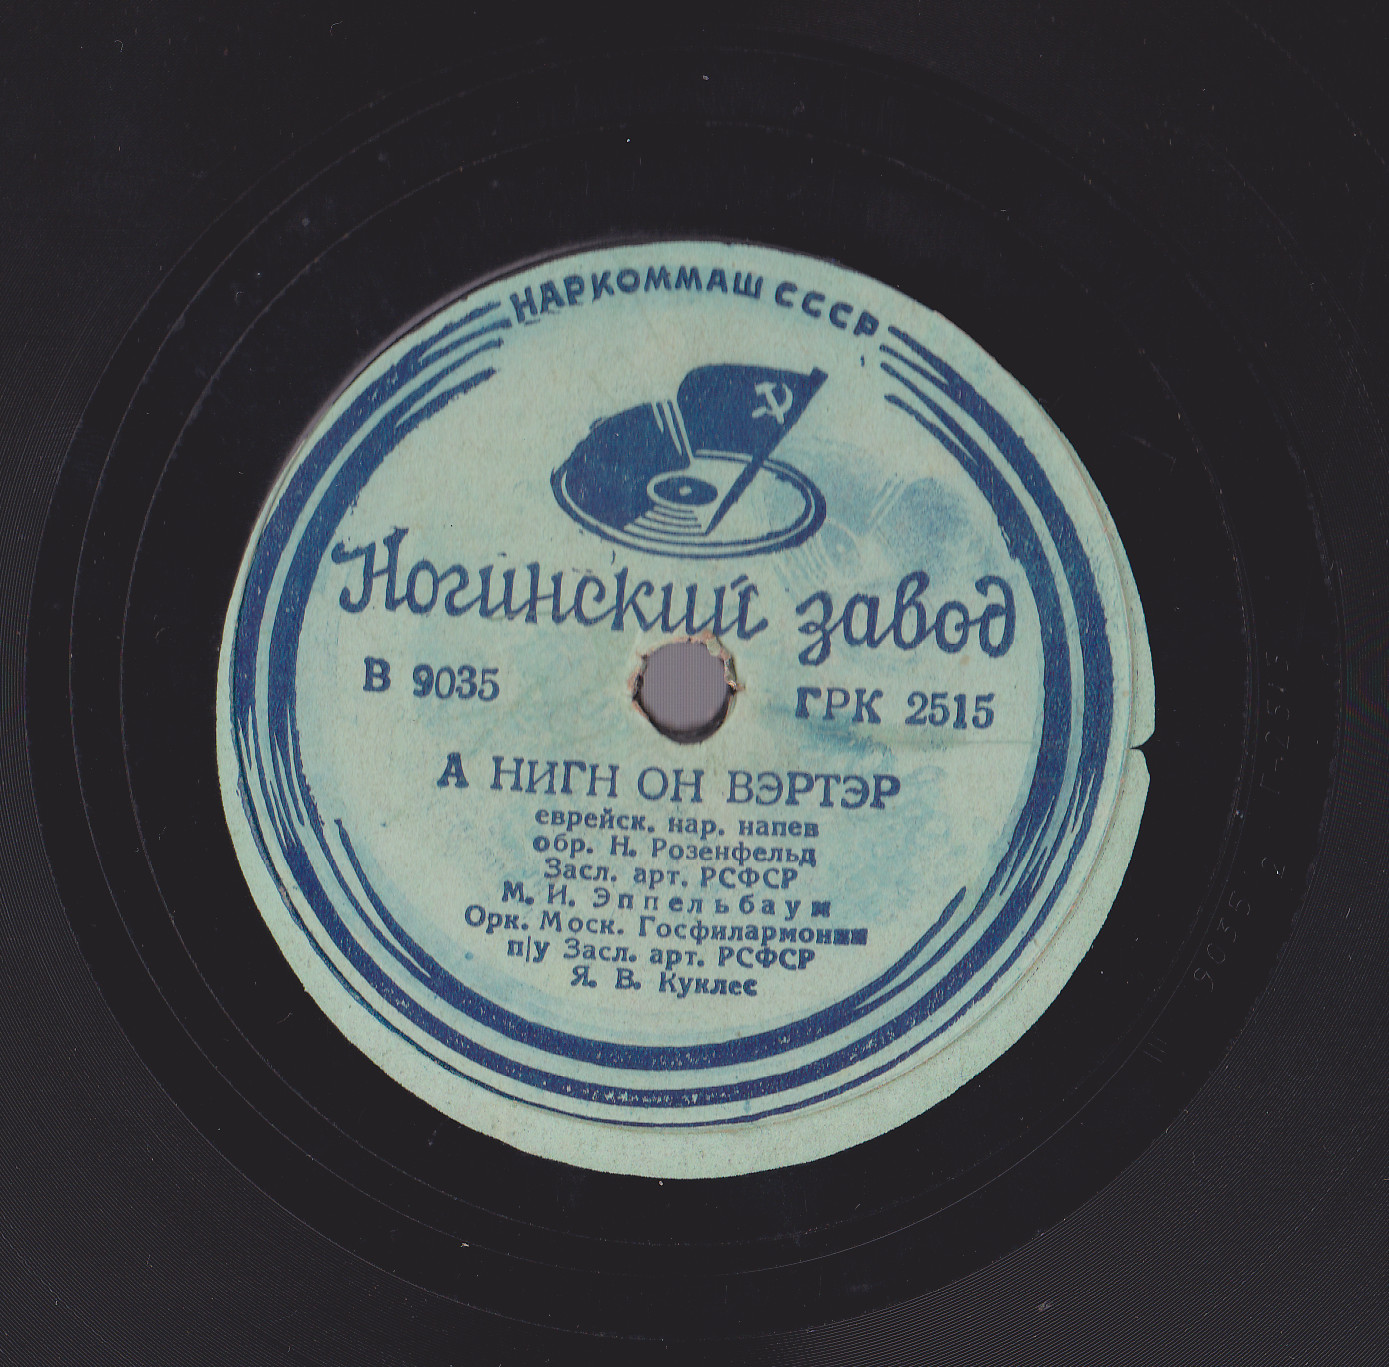 НАРКОММАШ СССР
Ногинский завод
В 9035
ГРК 2515
А НИГН ОН ВЭРТЭР
еврейск. нар. напев
обр. Н. Розенфельд
Засл. арт. РСФСР
М. И. Эппельбаум
Орк. Моск. Госфилармонии
п/у Засл. арт. РСФСР
Я. В. Куклес